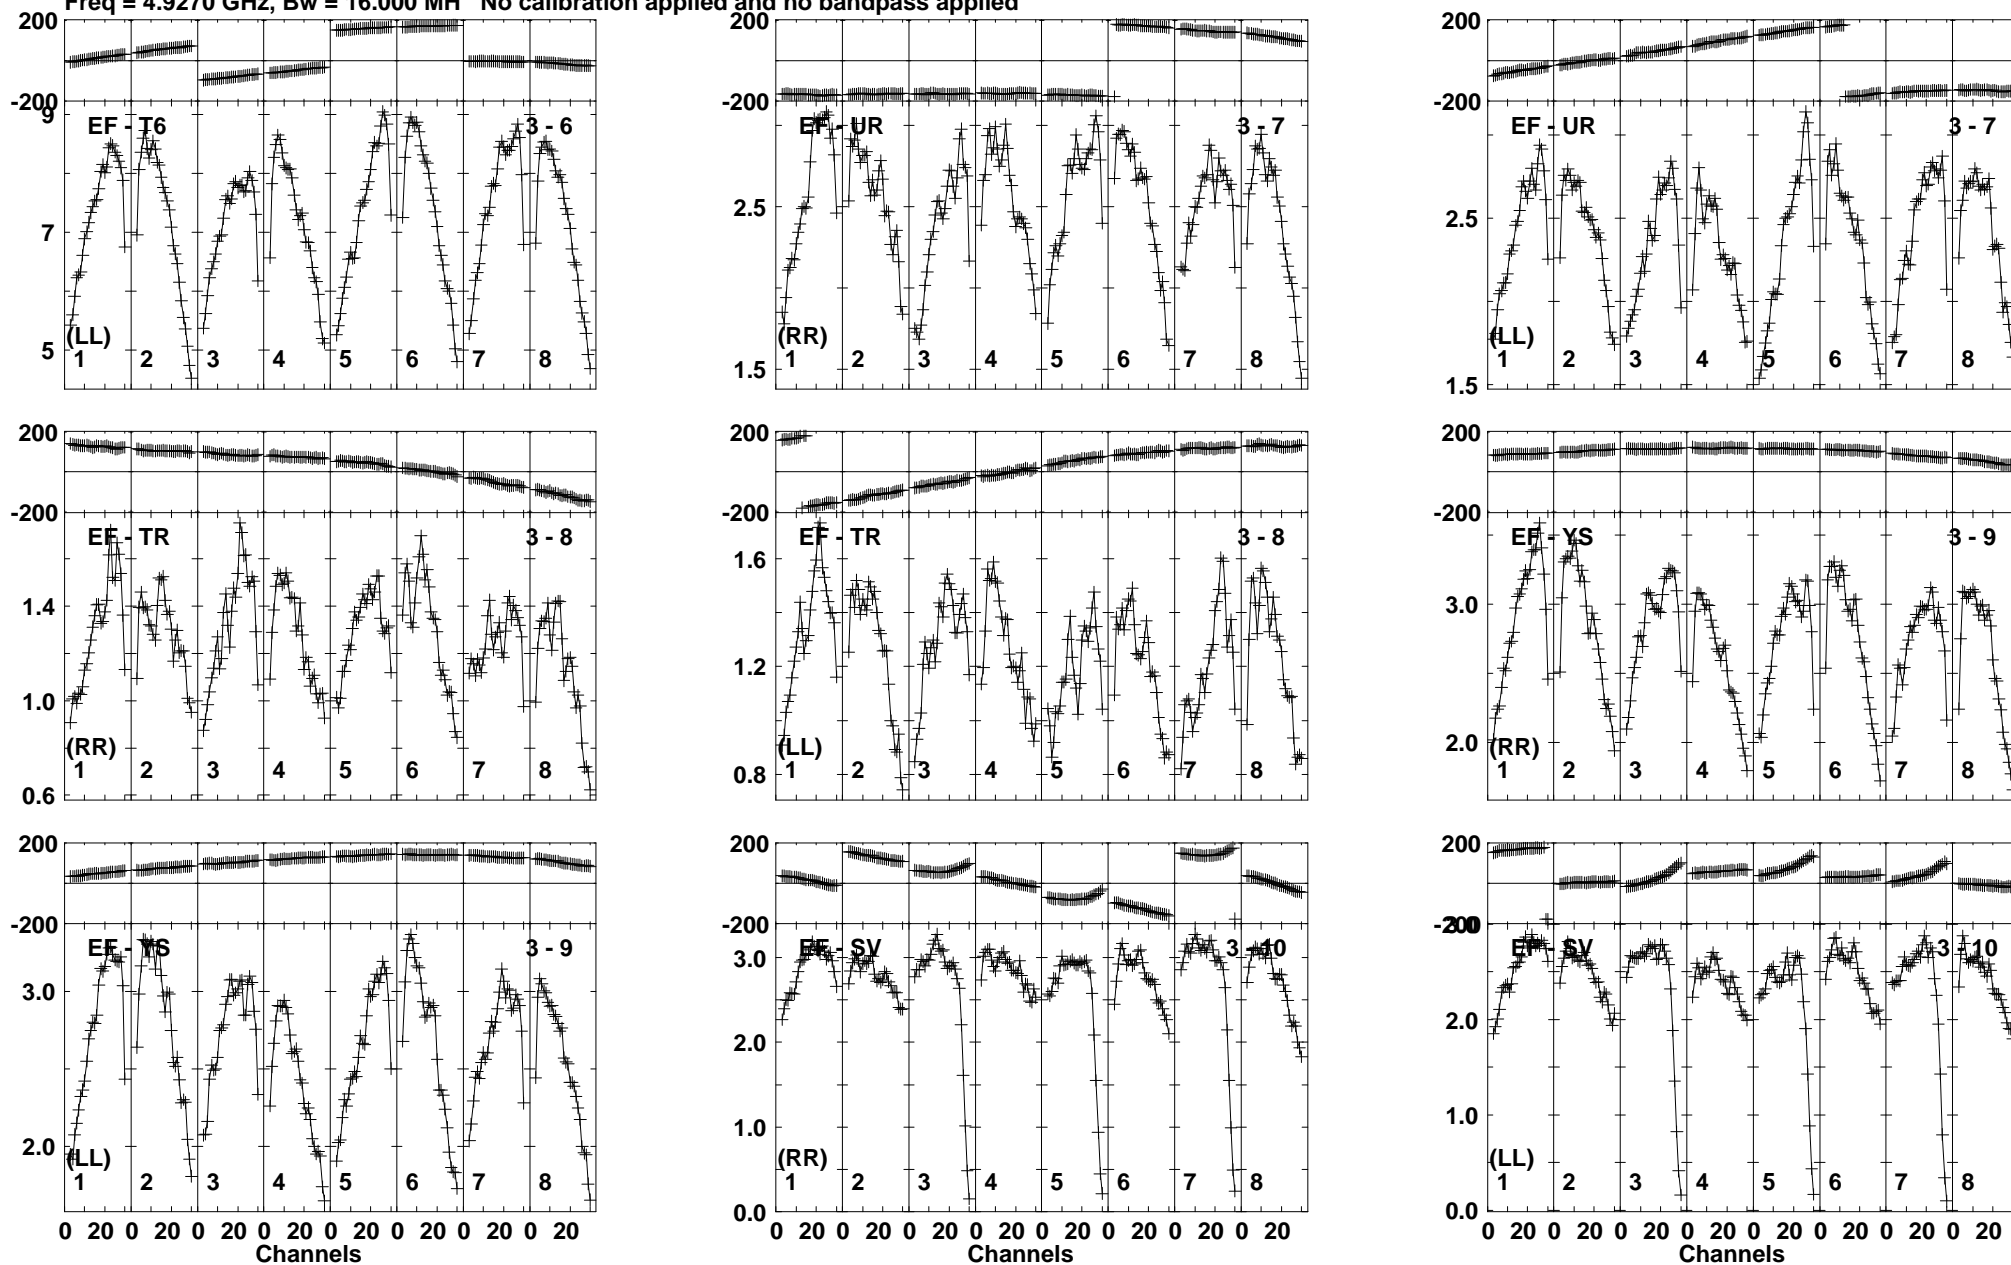 Freq = 4.9270 GHz, Bw = 16.000 MH No calibration applied and no bandpass applied
200 200 200
-200 -200 -200
9
EF - T6 3 - 6
EF - UR 3 - 7
EF - UR 3 - 7
7 2.5 2.5
5 1.5 1.5
(LL) (RR) (LL)
1 2 3 4 5 6 7 8
1 2 3 4 5 6 7 8
1 2 3 4 5 6 7 8
200 200 200
-200 -200 -200
EF - TR 3 - 8
EF - TR 3 - 8
EF - YS 3 - 9
1.4 1.6 3.0
1.0 1.2 2.0
0.6 0.8
(RR) (LL) (RR)
1 2 3 4 5 6 7 8
1 2 3 4 5 6 7 8
1 2 3 4 5 6 7 8
200 200 200
-200 -200 -200
EF - YS 3 - 9
EF - SV 3 - 10
EF - SV 3 - 10
3.0 3.0 3.0
2.0 2.0 2.0
1.0 1.0
0.0 0.0
(LL) (RR) (LL)
1 2 3 4 5 6 7 8
1 2 3 4 5 6 7 8
1 2 3 4 5 6 7 8
0 20 0 20 0 20 0 20 0 20 0 20 0 20 0 20
0 20 0 20 0 20 0 20 0 20 0 20 0 20 0 20
0 20 0 20 0 20 0 20 0 20 0 20 0 20 0 20
Channels Channels Channels